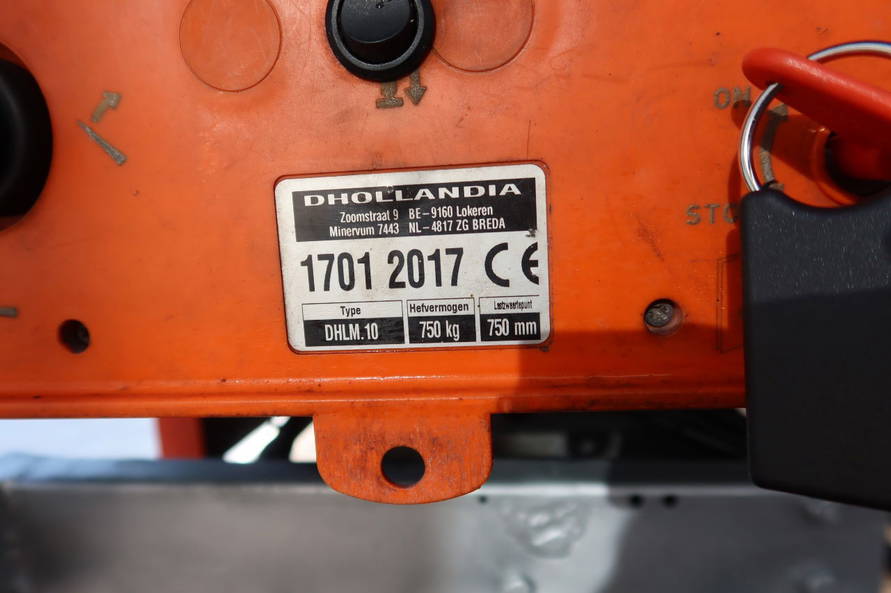 ON
DHOLLANDIA
Zoomstraat 9 BE-9160 Lokeren
Minervum 7443 NL-4817 ZG BREDA
1701 2017 CE
Type Hefvermogen Lastzwaartepunt
DHLM.10 750 kg 750 mm